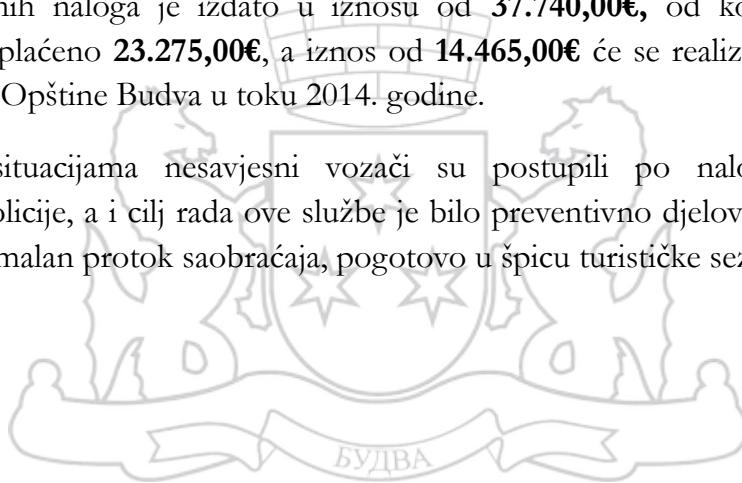 nih naloga je izdato u iznosu od 37.740,00€, od ko
plaćeno 23.275,00€, a iznos od 14.465,00€ će se realiz
Opštine Budva u toku 2014. godine.
situacijama nesavjesni vozači su postupili po nalo
olicije, a i cilj rada ove službe je bilo preventivno djelov
malan protok saobraćaja, pogotovo u špicu turističke sez
БУДВА